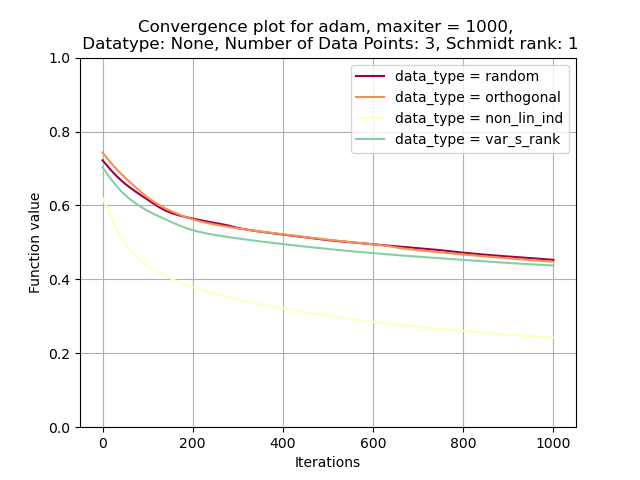 Convergence plot for adam, maxiter = 1000,
Datatype: None, Number of Data Points: 3, Schmidt rank: 1
data_type = random
data_type = orthogonal
data_type = non_lin_ind
data_type = var_s_rank
Function value
1.0
0.8
0.6
0.4
0.2
0.0
0 200 400 600 800 1000
Iterations